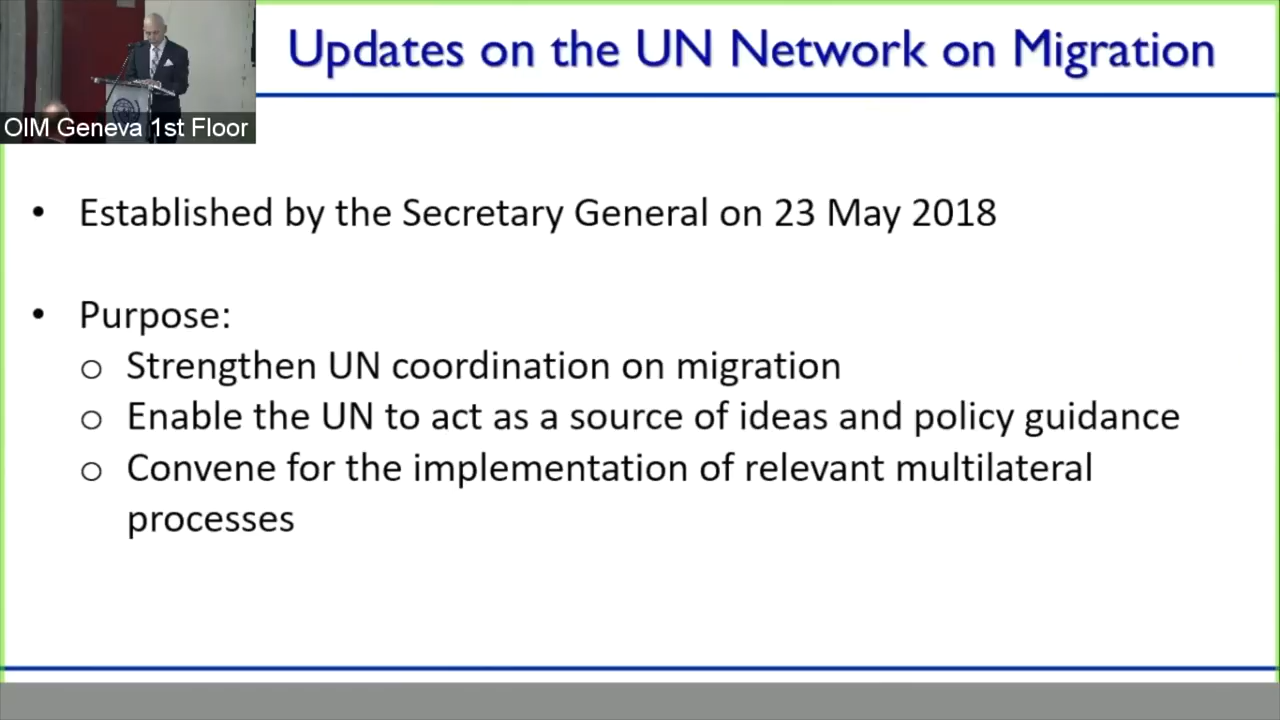 Updates on the UN Network on Migration
OIM Geneva 1st Floor
• Established by the Secretary General on 23 May 2018
• Purpose:
o Strengthen UN coordination on migration
o Enable the UN to act as a source of ideas and policy guidance
o Convene for the implementation of relevant multilateral
processes